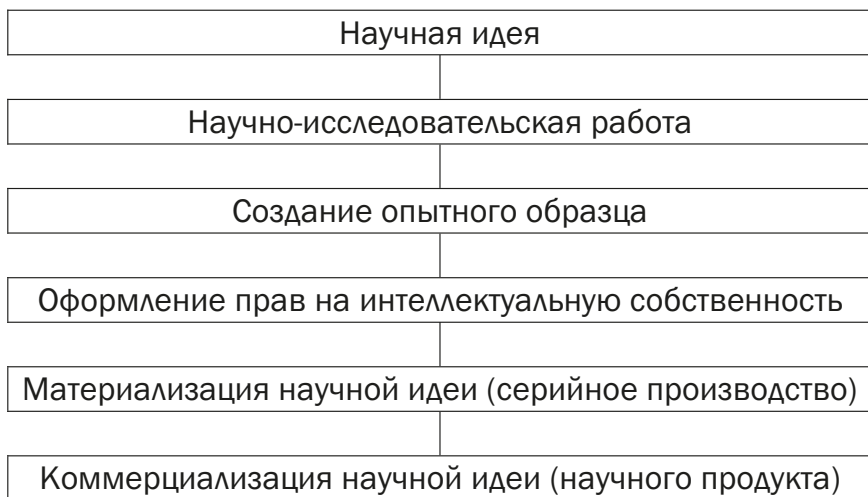 Научная идея
Научно-исследовательская работа
Создание опытного образца
Оформление прав на интеллектуальную собственность
Материализация научной идеи (серийное производство)
Коммерциализация научной идеи (научного продукта)